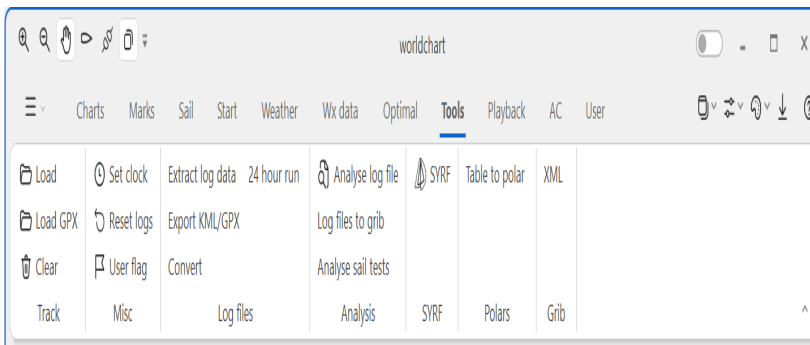 worldchart
Charts Marks Sail Start Weather Wx data Optimal Tools Playback AC User
Load Set clock Extract log data 24 hour run Analyse log file SYRF Table to polar XML
Load GPX Reset logs Export KML/GPX Log files to grib
Clear User flag Convert Analyse sail tests
Track Misc Log files Analysis SYRF Polars Grib